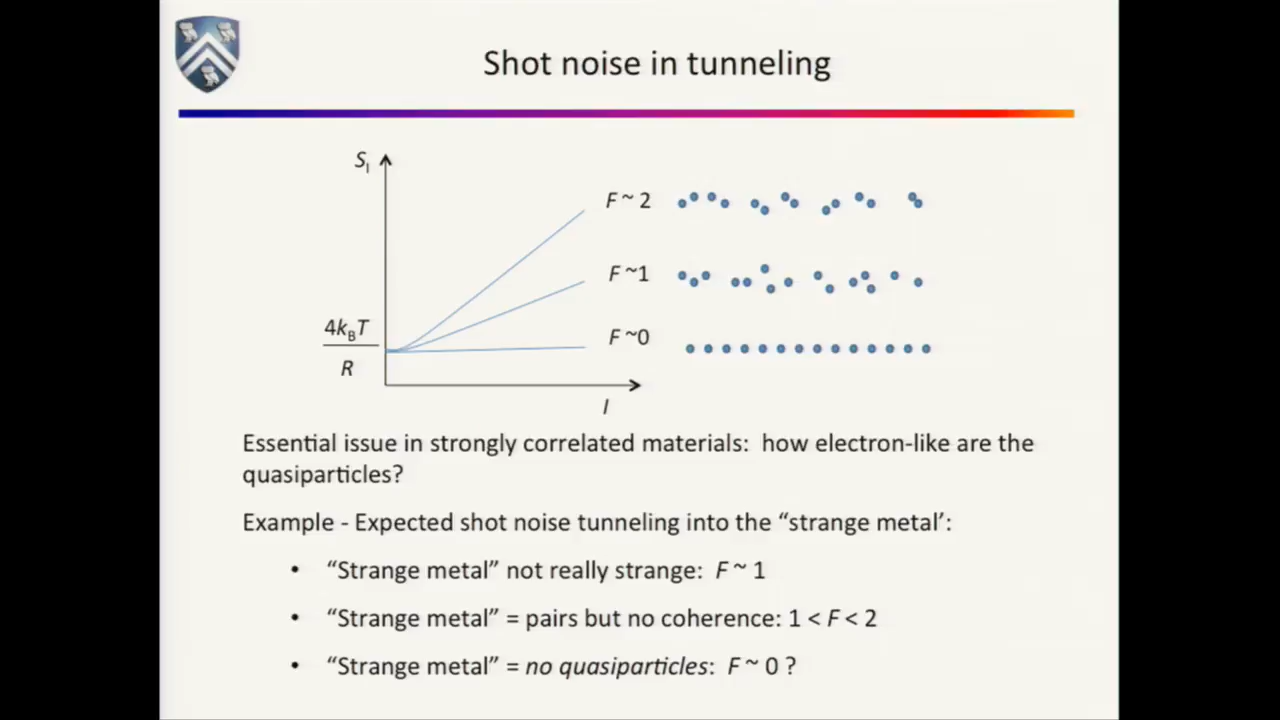 Shot noise in tunneling
S_I
F ~ 2
F ~1
F ~0
4k_BT
R
I
Essential issue in strongly correlated materials:  how electron-like are the
quasiparticles?
Example - Expected shot noise tunneling into the “strange metal’:
• “Strange metal” not really strange:  F ~ 1
• “Strange metal” = pairs but no coherence: 1 < F < 2
• “Strange metal” = no quasiparticles:  F ~ 0 ?